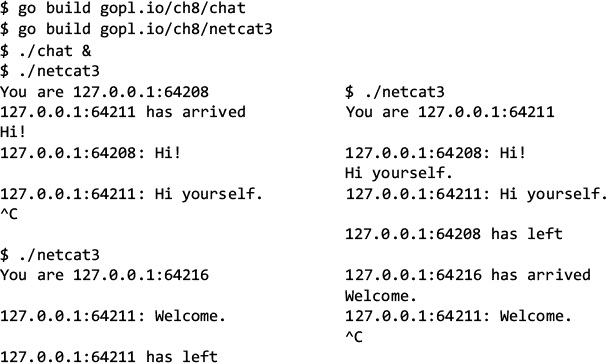 $ go build gopl.io/ch8/chat
$ go build gopl.io/ch8/netcat3
$ ./chat &
$ ./netcat3
You are 127.0.0.1:64208
127.0.0.1:64211 has arrived
Hi!
127.0.0.1:64208: Hi!
127.0.0.1:64211: Hi yourself.
^C
$ ./netcat3
You are 127.0.0.1:64216
127.0.0.1:64211: Welcome.
127.0.0.1:64211 has left
$ ./netcat3
You are 127.0.0.1:64211
127.0.0.1:64208: Hi!
Hi yourself.
127.0.0.1:64211: Hi yourself.
127.0.0.1:64208 has left
127.0.0.1:64216 has arrived
Welcome.
127.0.0.1:64211: Welcome.
^C